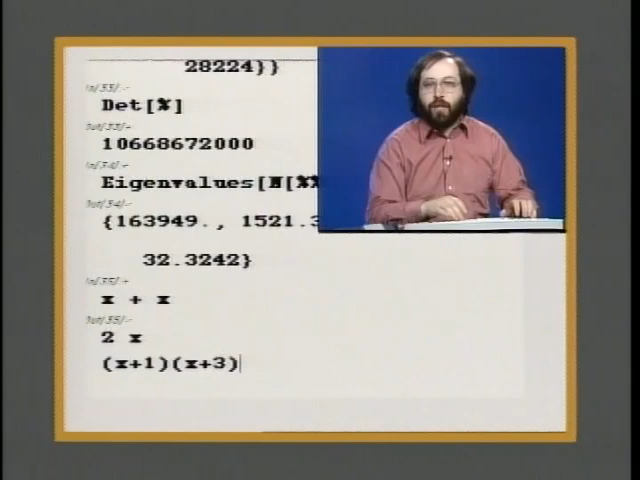 28224}}
In[33]:=
Det[%]
Out[33]=
10668672000
In[34]:=
Eigenvalues[N[%%
Out[34]=
{163949., 1521.3
32.3242}
In[35]:=
x + x
Out[35]=
2 x
(x+1)(x+3)